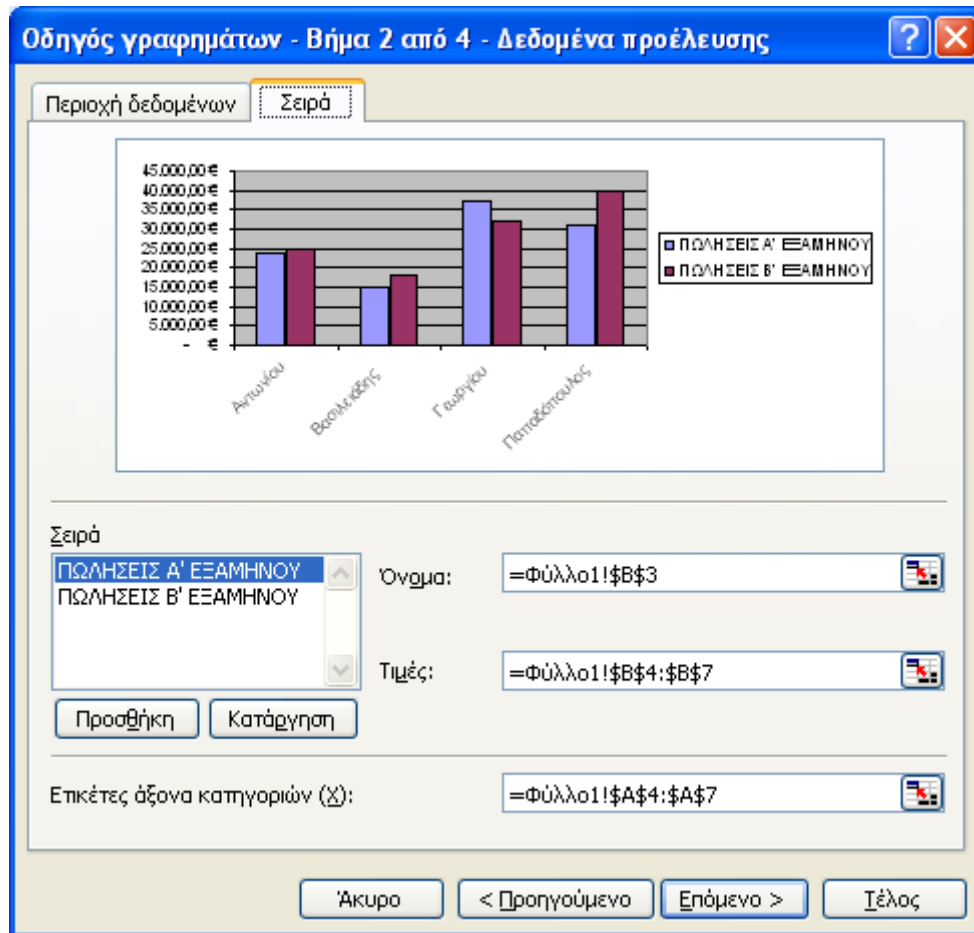 Οδηγός γραφημάτων - Βήμα 2 από 4 - Δεδομένα προέλευσης
Περιοχή δεδομένων
Σειρά
45.000,00 €
40.000,00 €
35.000,00 €
30.000,00 €
25.000,00 €
20.000,00 €
15.000,00 €
10.000,00 €
5.000,00 €
- €
Αντωνίου
Βασιλειάδης
Γεωργίου
Παπαδόπουλος
ΠΩΛΗΣΕΙΣ Α' ΕΞΑΜΗΝΟΥ
ΠΩΛΗΣΕΙΣ Β' ΕΞΑΜΗΝΟΥ
Σειρά
ΠΩΛΗΣΕΙΣ Α' ΕΞΑΜΗΝΟΥ
ΠΩΛΗΣΕΙΣ Β' ΕΞΑΜΗΝΟΥ
Όνομα:
=Φύλλο1!$B$3
Τιμές:
=Φύλλο1!$B$4:$B$7
Προσθήκη
Κατάργηση
Ετικέτες άξονα κατηγοριών (Χ):
=Φύλλο1!$A$4:$A$7
Άκυρο
< Προηγούμενο
Επόμενο >
Τέλος